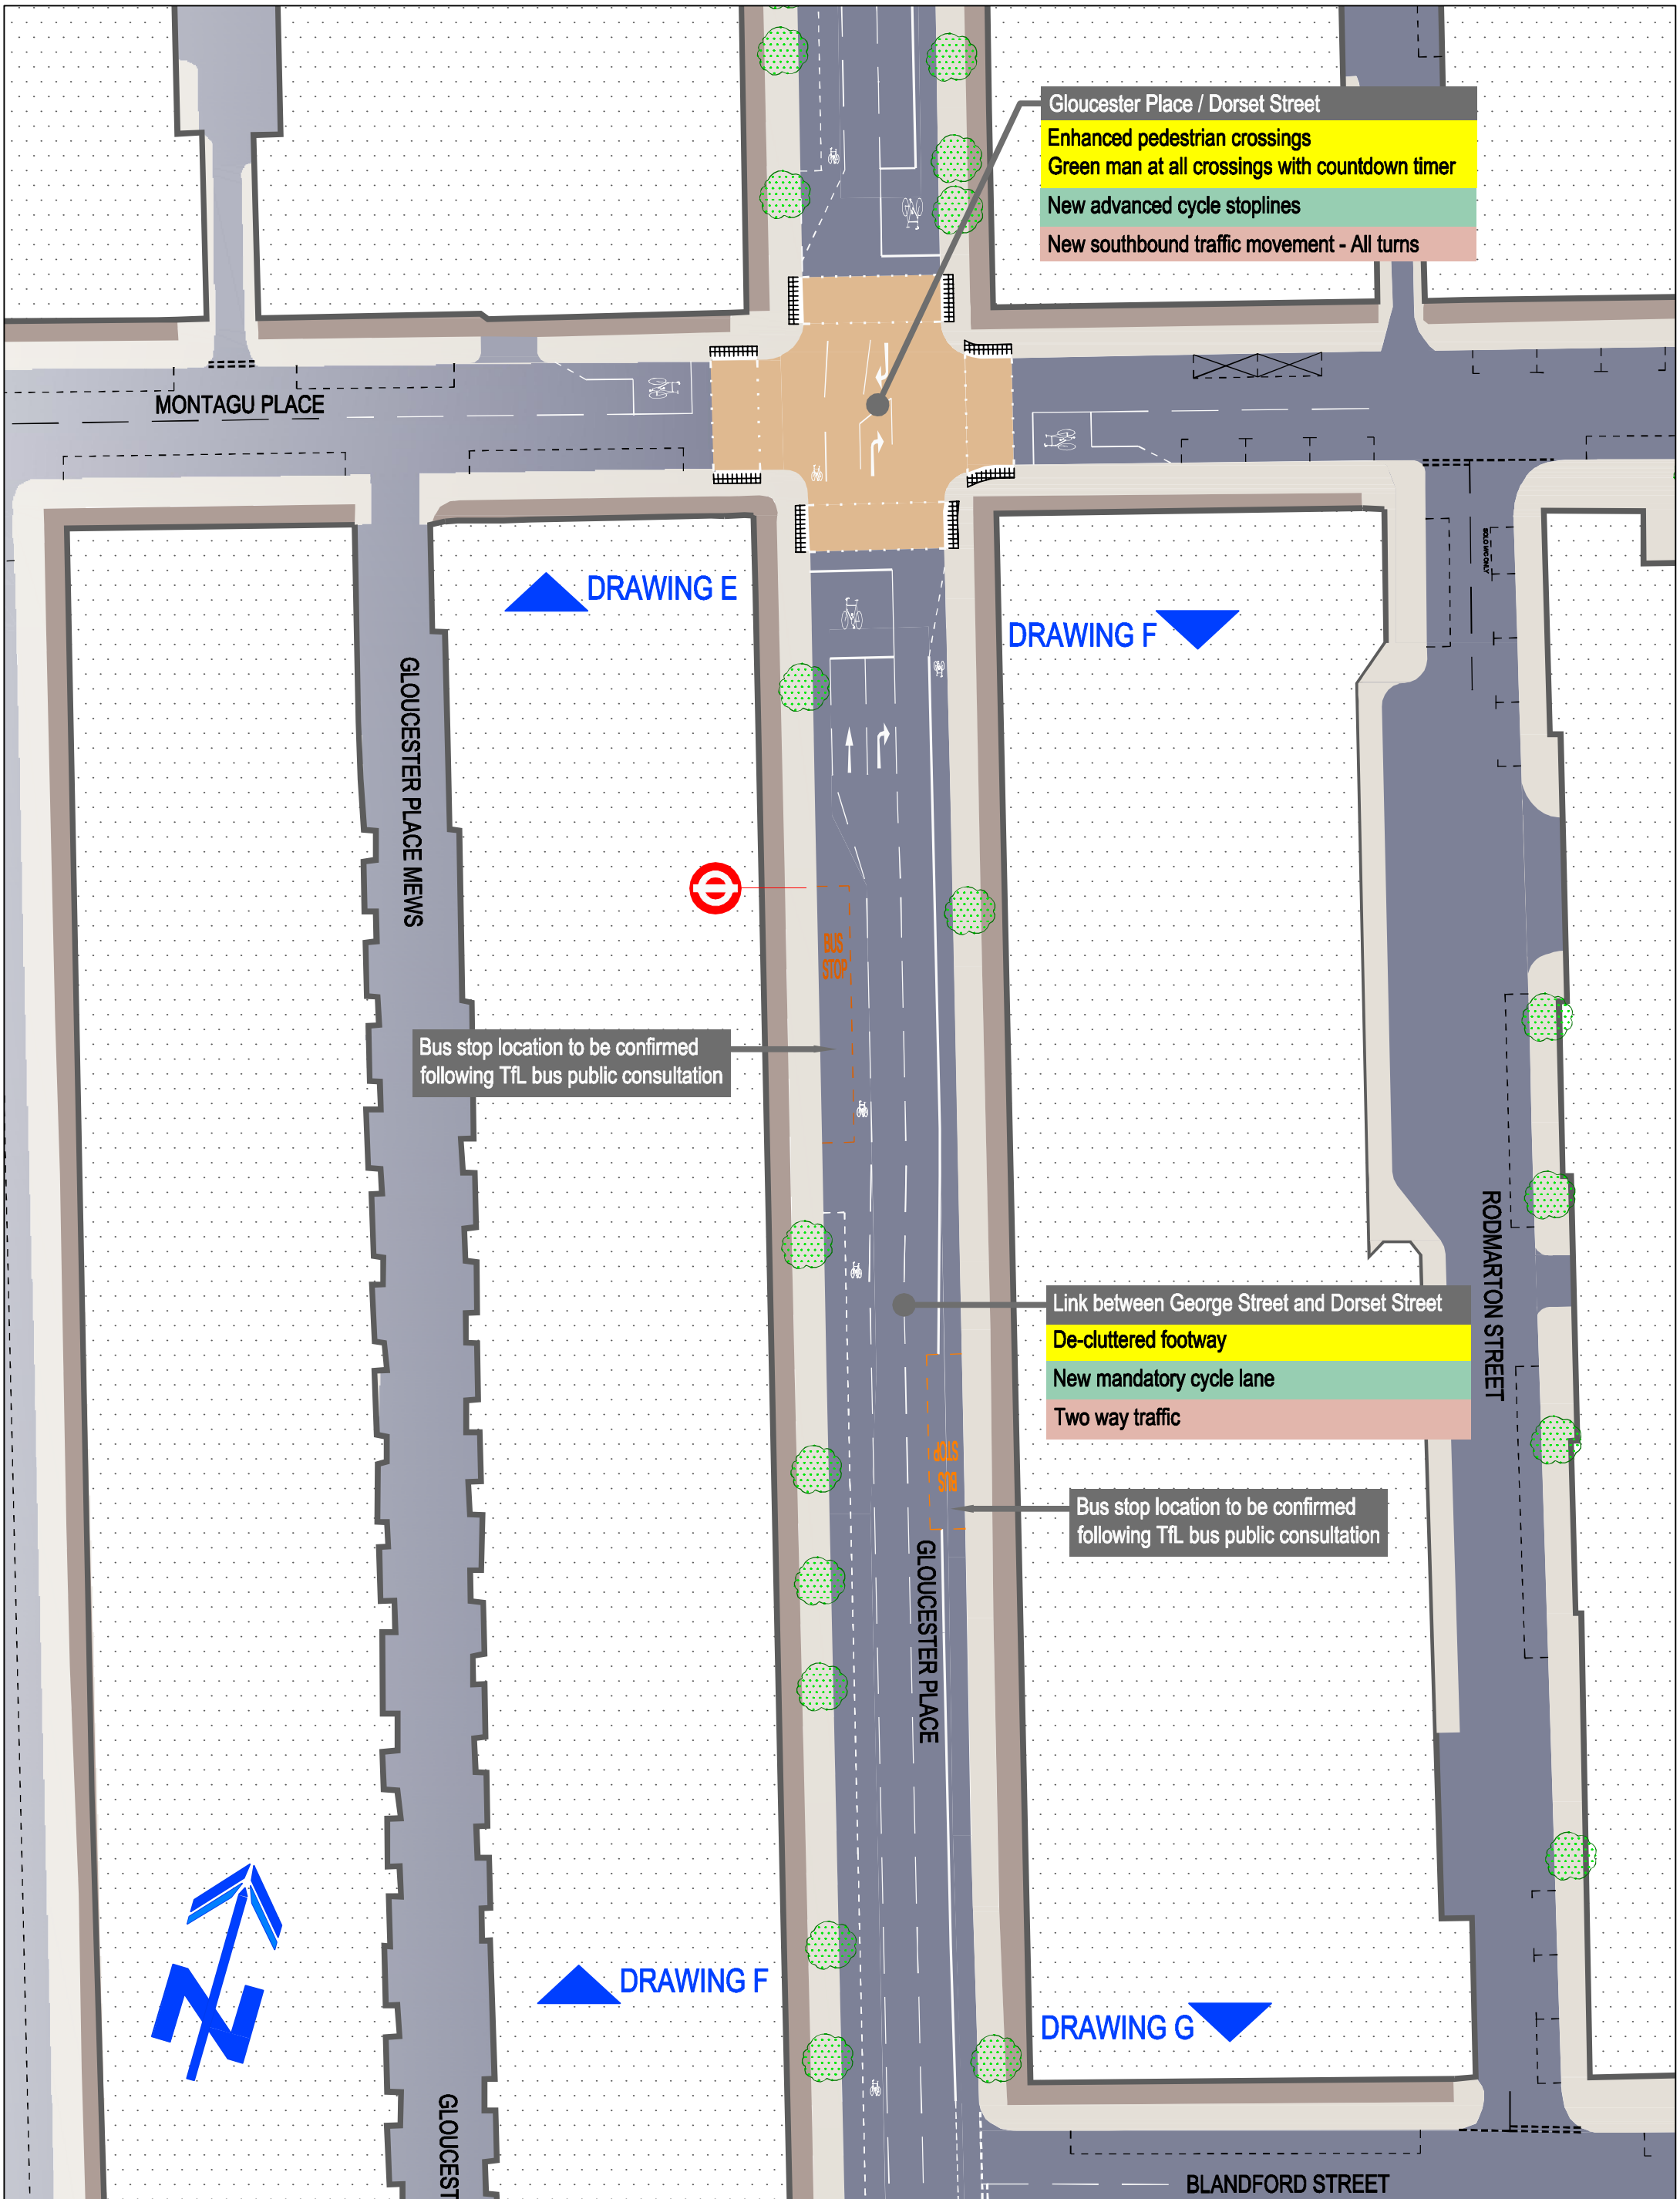 Gloucester Place / Dorset Street
Enhanced pedestrian crossings
Green man at all crossings with countdown timer
New advanced cycle stoplines
New southbound traffic movement - All turns
MONTAGU PLACE
SOLO M/C ONLY
DRAWING E
DRAWING F
GLOUCESTER PLACE MEWS
BUS
STOP
Bus stop location to be confirmed
following TfL bus public consultation
RODMARTON STREET
Link between George Street and Dorset Street
De-cluttered footway
New mandatory cycle lane
Two way traffic
BUS
STOP
Bus stop location to be confirmed
following TfL bus public consultation
GLOUCESTER PLACE
N
DRAWING F
DRAWING G
GLOUCEST
BLANDFORD STREET